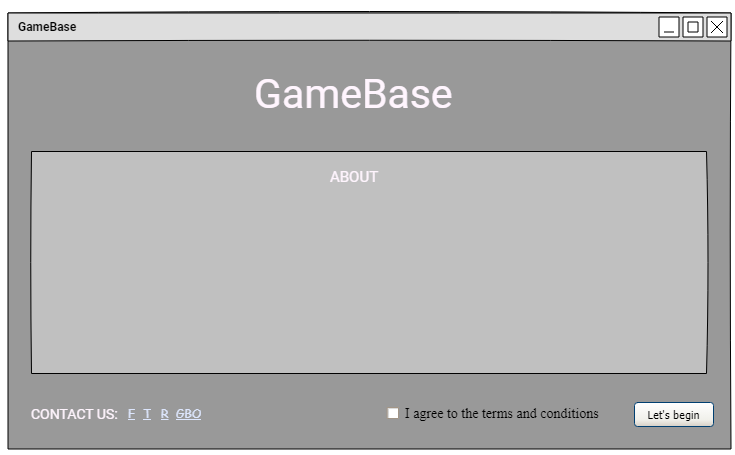 GameBase
GameBase
ABOUT
CONTACT US: F T R GBO I agree to the terms and conditions Let's begin